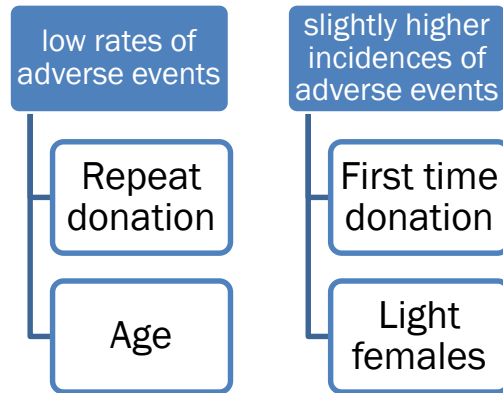 low rates of
adverse events
Repeat
donation
Age
slightly higher
incidences of
adverse events
First time
donation
Light
females